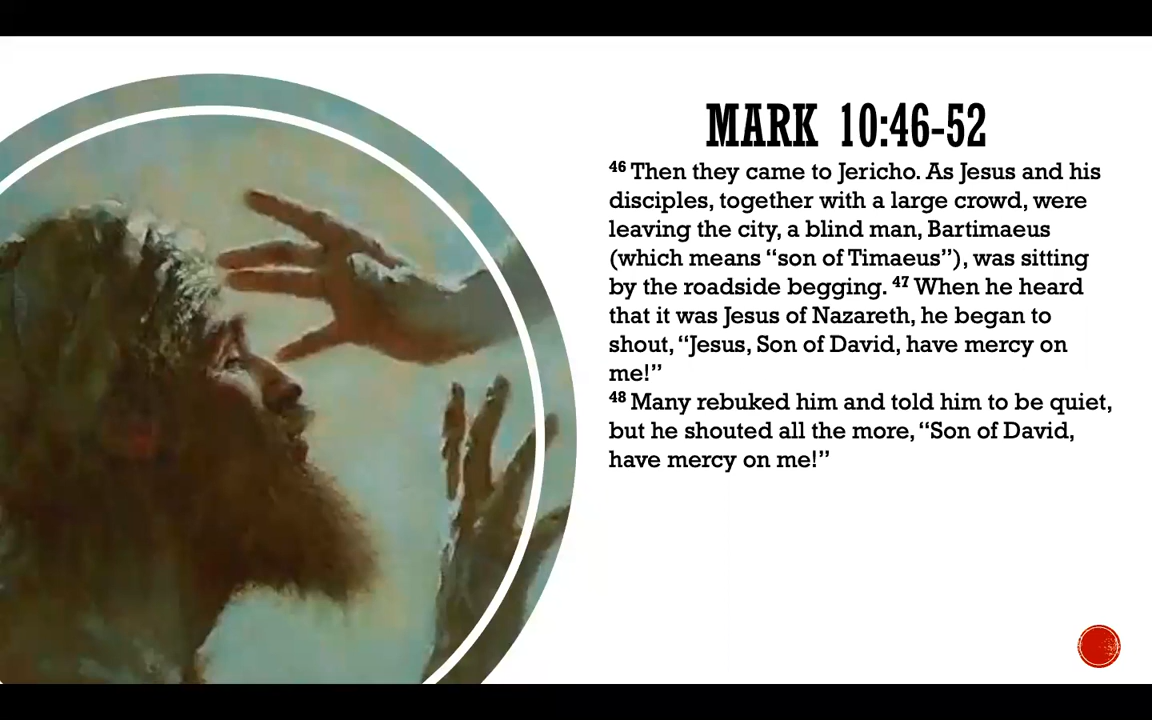 MARK 10:46-52
46 Then they came to Jericho. As Jesus and his
disciples, together with a large crowd, were
leaving the city, a blind man, Bartimaeus
(which means “son of Timaeus”), was sitting
by the roadside begging. 47 When he heard
that it was Jesus of Nazareth, he began to
shout, “Jesus, Son of David, have mercy on
me!”
48 Many rebuked him and told him to be quiet,
but he shouted all the more, “Son of David,
have mercy on me!”